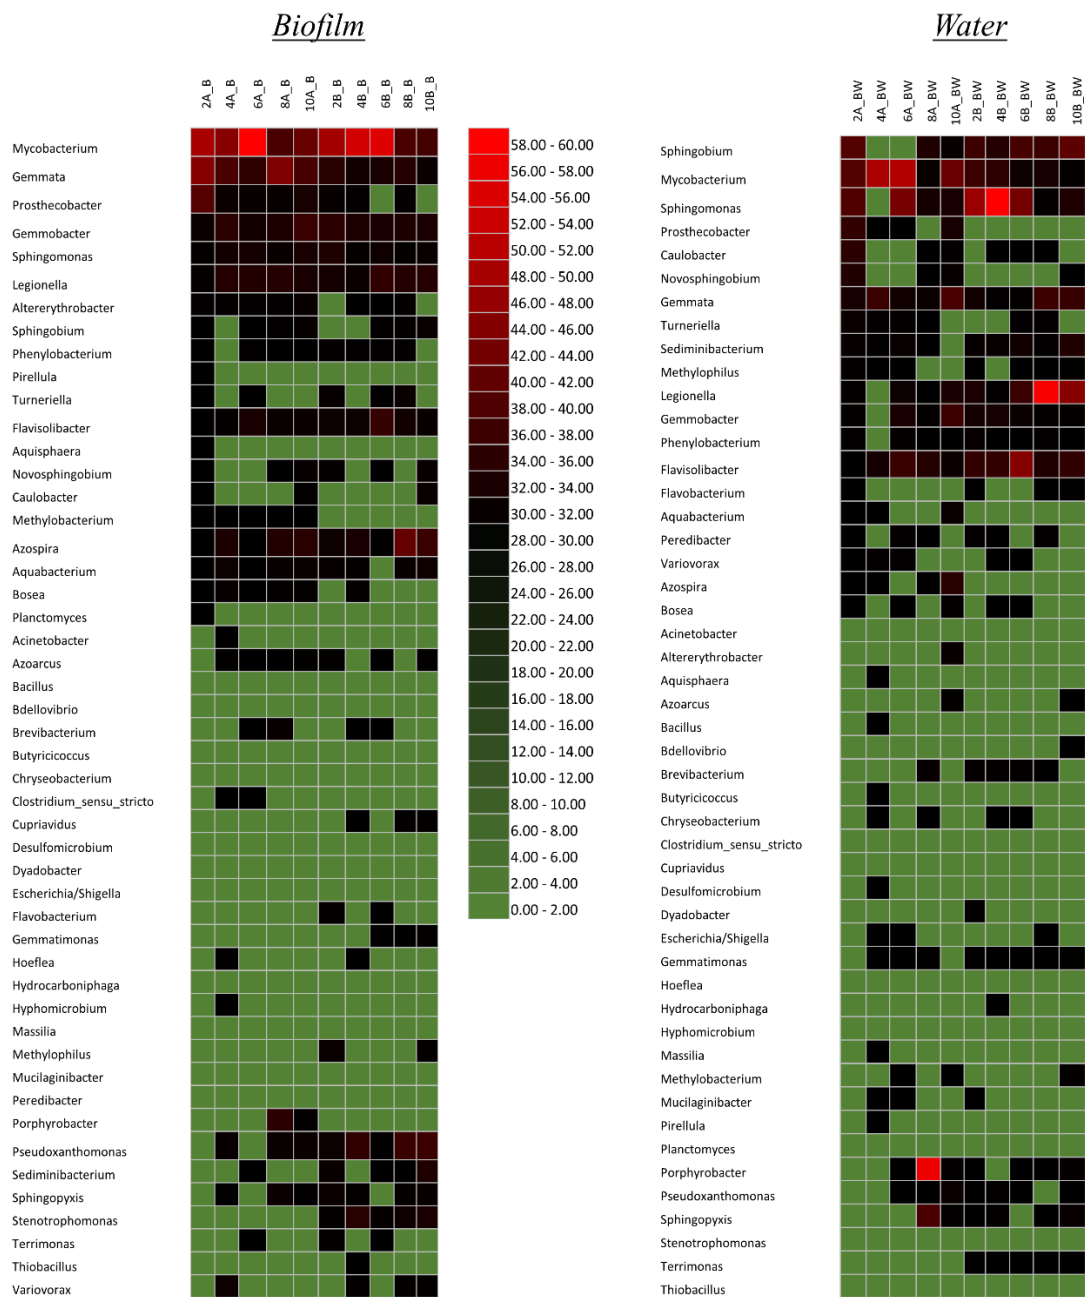 Biofilm
2A_B
4A_B
6A_B
8A_B
10A_B
2B_B
4B_B
6B_B
8B_B
10B_B
Mycobacterium
Gemmata
Prosthecobacter
Gemmobacter
Sphingomonas
Legionella
Altererythrobacter
Sphingobium
Phenylobacterium
Pirellula
Turneriella
Flavisolibacter
Aquisphaera
Novosphingobium
Caulobacter
Methylobacterium
Azospira
Aquabacterium
Bosea
Planctomyces
Acinetobacter
Azoarcus
Bacillus
Bdellovibrio
Brevibacterium
Butyricicoccus
Chryseobacterium
Clostridium_sensu_stricto
Cupriavidus
Desulfomicrobium
Dyadobacter
Escherichia/Shigella
Flavobacterium
Gemmatimonas
Hoeflea
Hydrocarboniphaga
Hyphomicrobium
Massilia
Methylophilus
Mucilaginibacter
Peredibacter
Porphyrobacter
Pseudoxanthomonas
Sediminibacterium
Sphingopyxis
Stenotrophomonas
Terrimonas
Thiobacillus
Variovorax
58.00 - 60.00
56.00 - 58.00
54.00 -56.00
52.00 - 54.00
50.00 - 52.00
48.00 - 50.00
46.00 - 48.00
44.00 - 46.00
42.00 - 44.00
40.00 - 42.00
38.00 - 40.00
36.00 - 38.00
34.00 - 36.00
32.00 - 34.00
30.00 - 32.00
28.00 - 30.00
26.00 - 28.00
24.00 - 26.00
22.00 - 24.00
20.00 - 22.00
18.00 - 20.00
16.00 - 18.00
14.00 - 16.00
12.00 - 14.00
10.00 - 12.00
8.00 - 10.00
6.00 - 8.00
4.00 - 6.00
2.00 - 4.00
0.00 - 2.00
Water
2A_BW
4A_BW
6A_BW
8A_BW
10A_BW
2B_BW
4B_BW
6B_BW
8B_BW
10B_BW
Sphingobium
Mycobacterium
Sphingomonas
Prosthecobacter
Caulobacter
Novosphingobium
Gemmata
Turneriella
Sediminibacterium
Methylophilus
Legionella
Gemmobacter
Phenylobacterium
Flavisolibacter
Flavobacterium
Aquabacterium
Peredibacter
Variovorax
Azospira
Bosea
Acinetobacter
Altererythrobacter
Aquisphaera
Azoarcus
Bacillus
Bdellovibrio
Brevibacterium
Butyricicoccus
Chryseobacterium
Clostridium_sensu_stricto
Cupriavidus
Desulfomicrobium
Dyadobacter
Escherichia/Shigella
Gemmatimonas
Hoeflea
Hydrocarboniphaga
Hyphomicrobium
Massilia
Methylobacterium
Mucilaginibacter
Pirellula
Planctomyces
Porphyrobacter
Pseudoxanthomonas
Sphingopyxis
Stenotrophomonas
Terrimonas
Thiobacillus